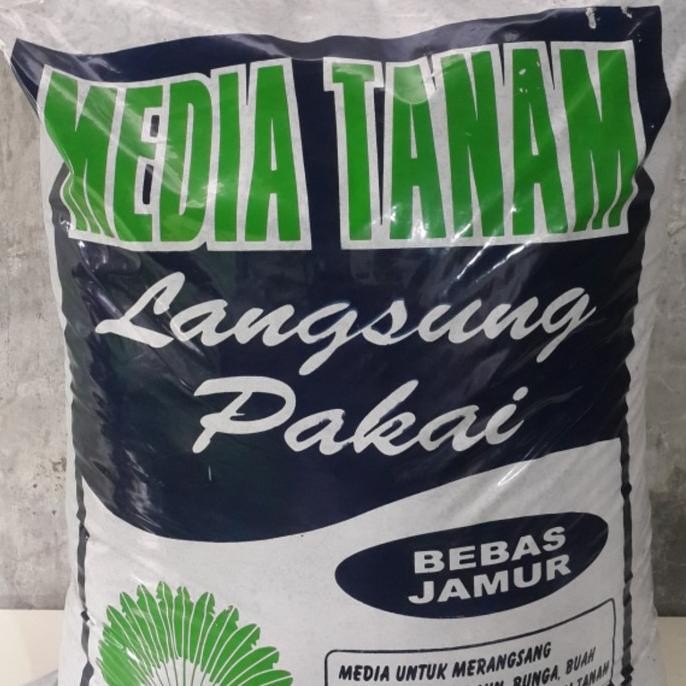 MEDIA TANAM
Langsung
Pakai
BEBAS
JAMUR
MEDIA UNTUK MERANGSANG
BUNGA, BUAH
TANAM